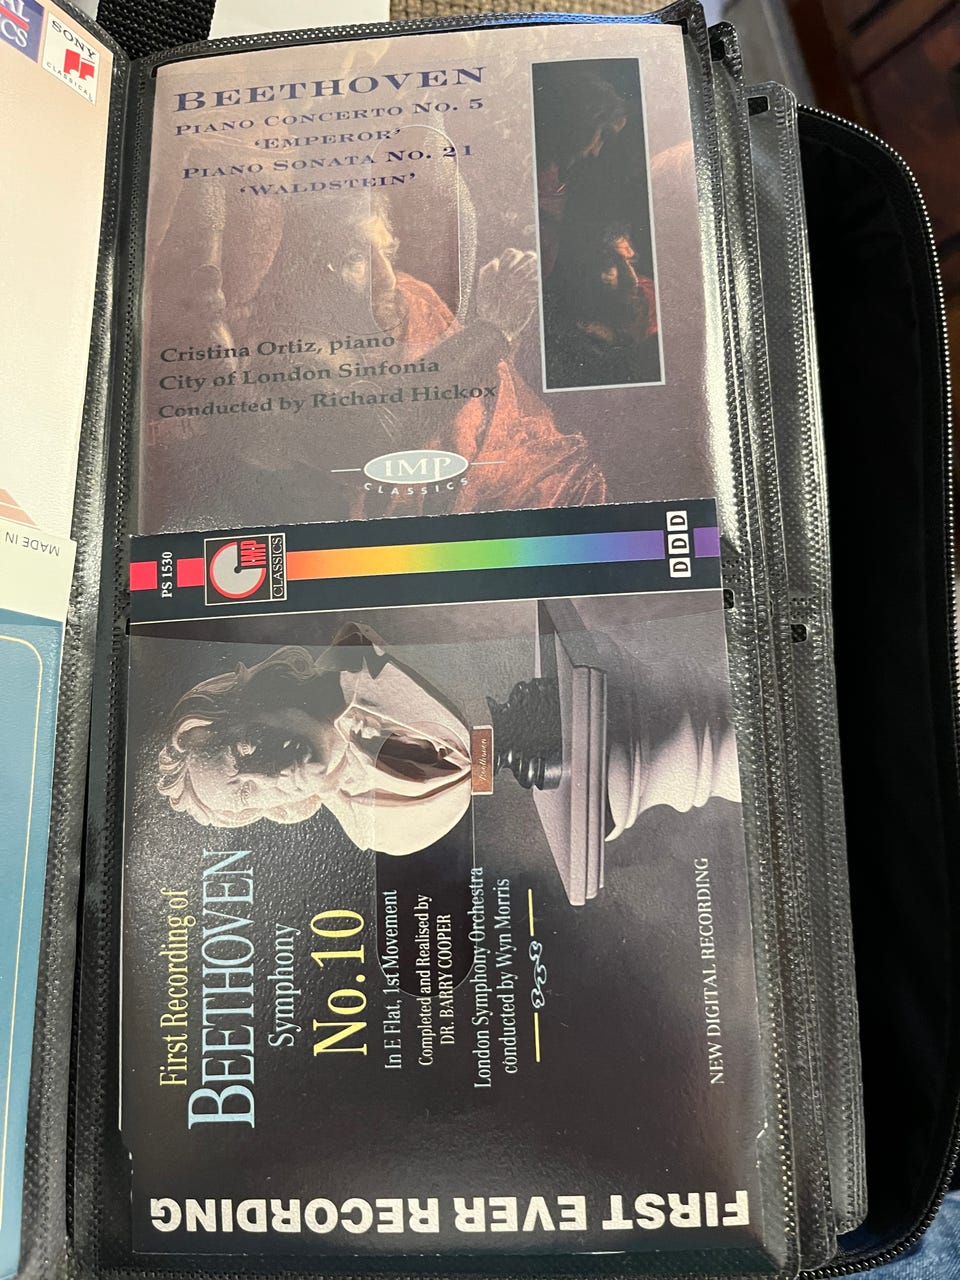 SONY
CLASSICAL
MADE IN
BEETHOVEN
PIANO CONCERTO NO. 5
'EMPEROR'
PIANO SONATA NO. 21
'WALDSTEIN'
Cristina Ortiz, piano
City of London Sinfonia
Conducted by Richard Hickox
IMP
CLASSICS
PS 1530
IMP
CLASSICS
DDD
Beethoven
First Recording of
BEETHOVEN
Symphony
No. 10
In E Flat, 1st Movement
Completed and Realised by
DR. BARRY COOPER
London Symphony Orchestra
conducted by Wyn Morris
NEW DIGITAL RECORDING
FIRST EVER RECORDING